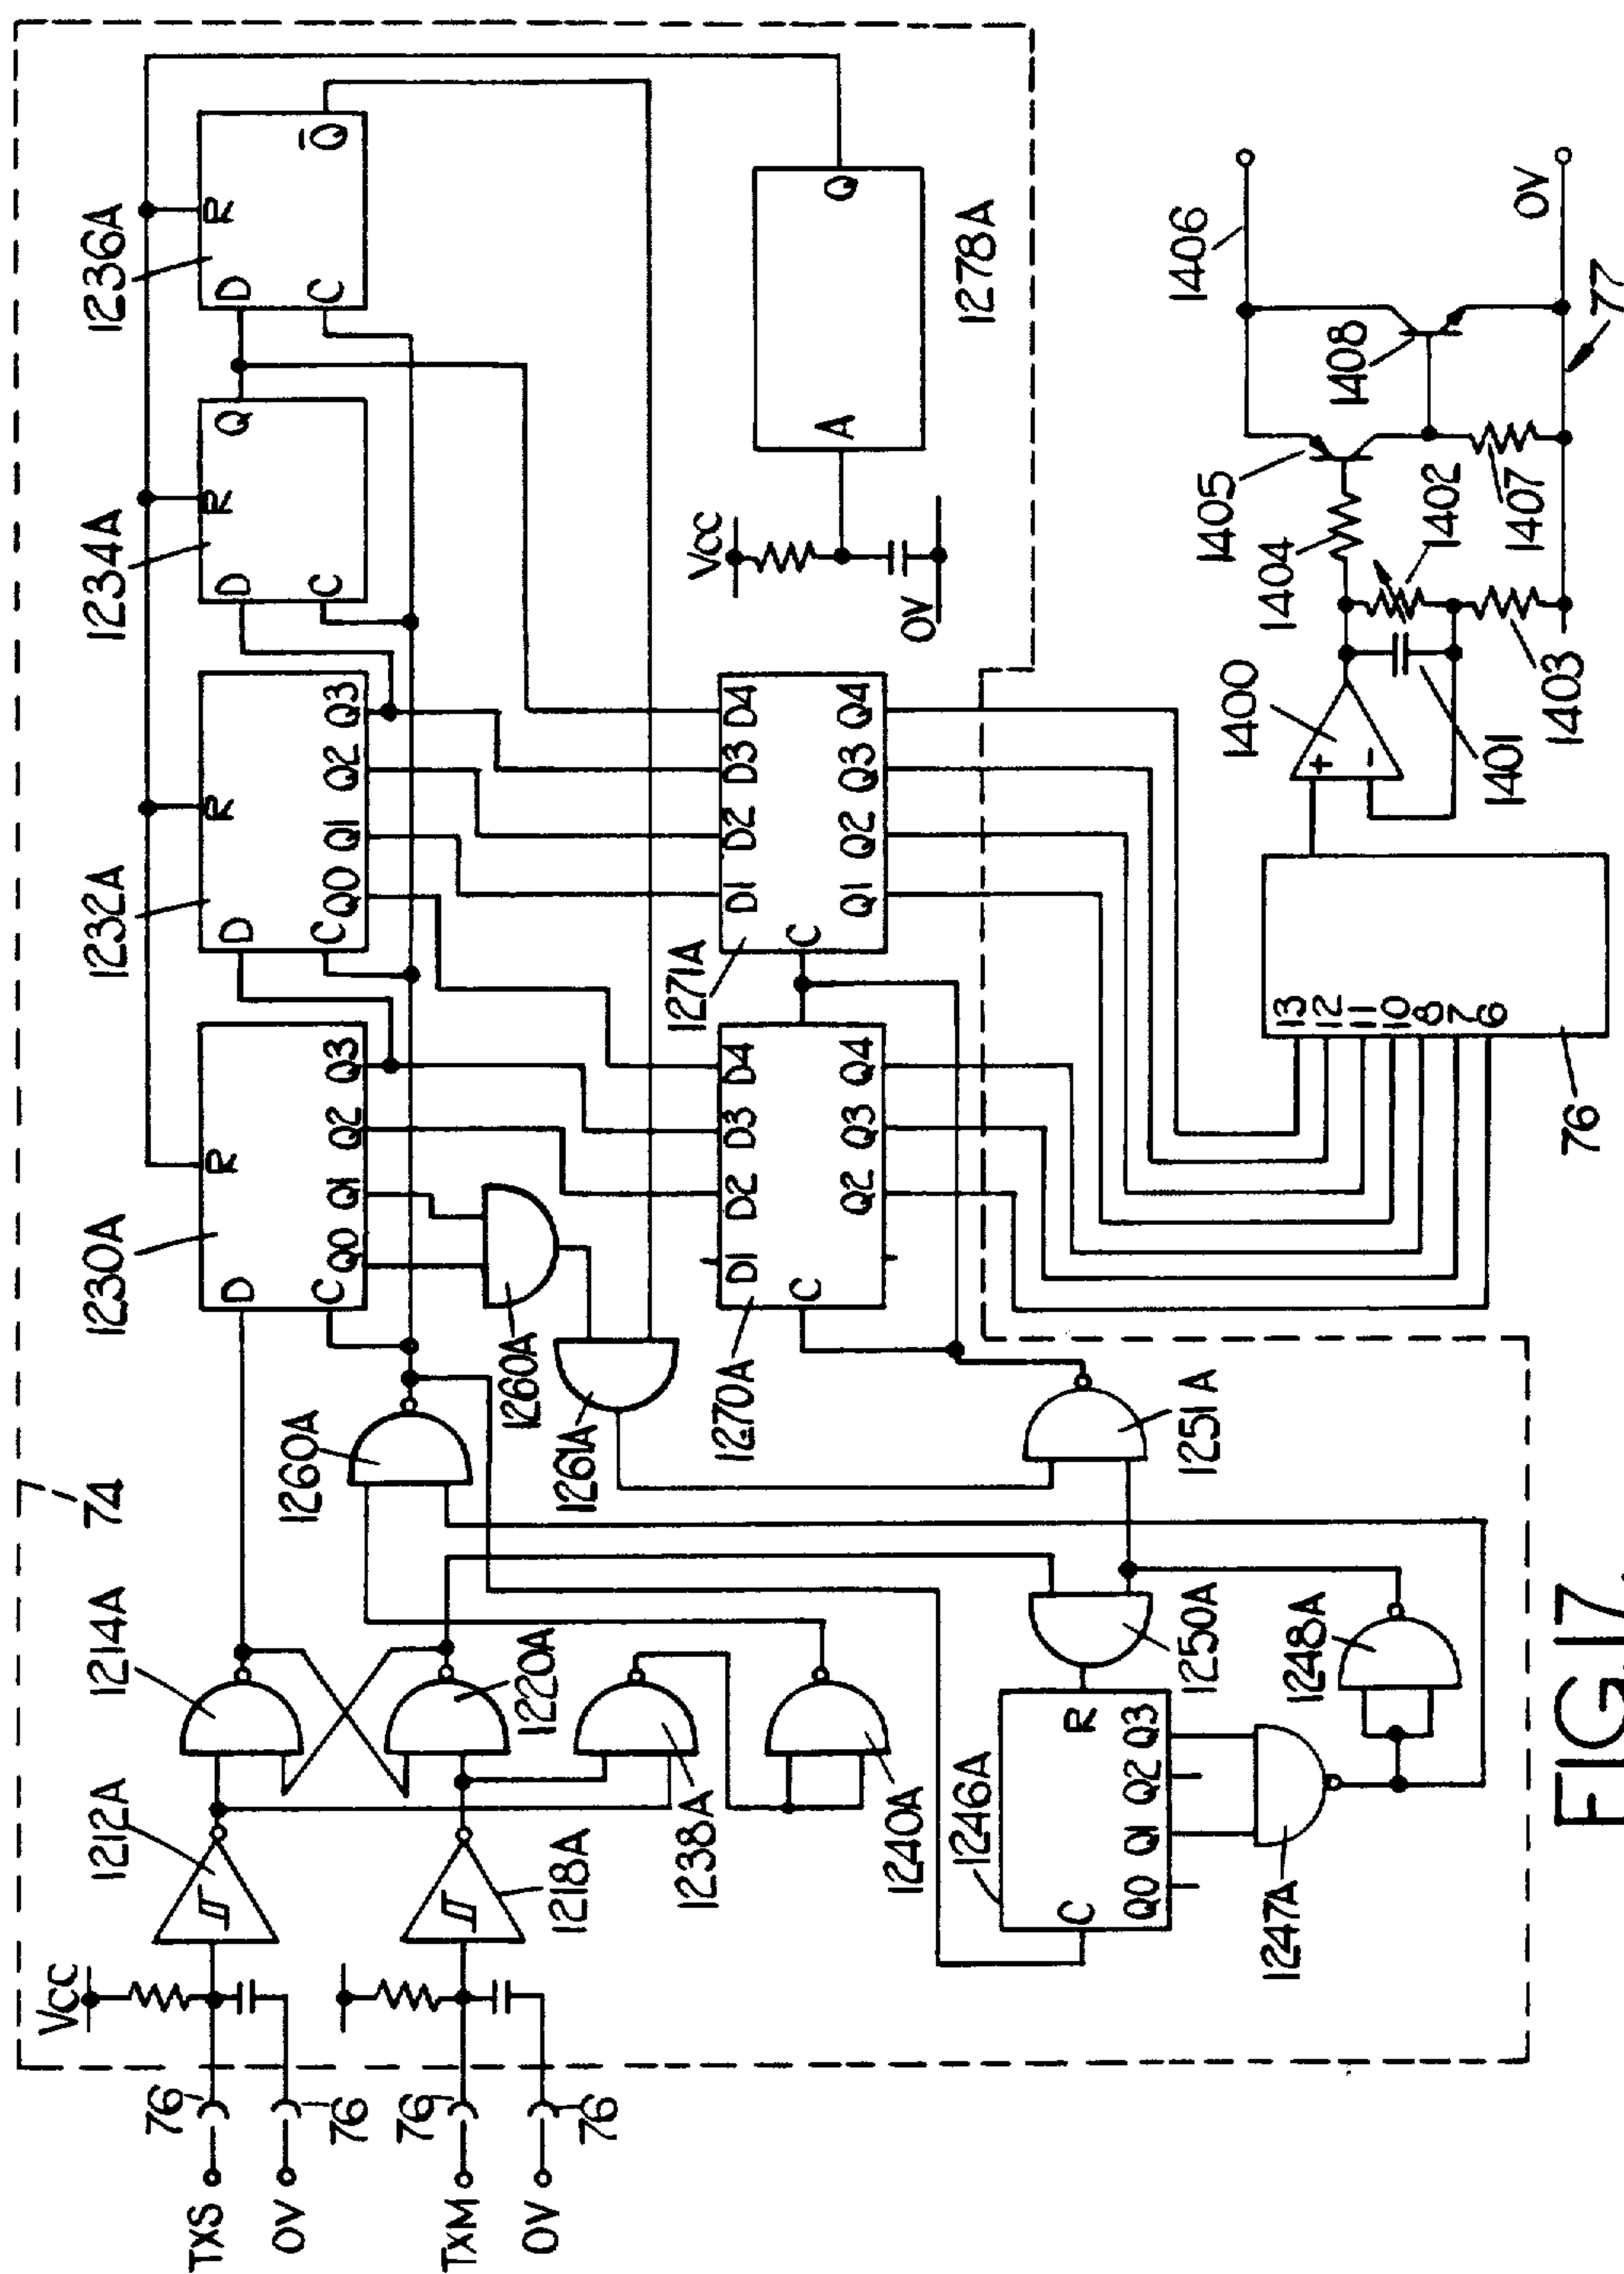 74
1236A
1234A
1232A
1230A
1214A
1212A
R
D
C
Q̅
R
D
C
Q
R
D
C
Q0
Q1
Q2
Q3
R
D
C
Q0
Q1
Q2
Q3
1260A
1260A
1261A
1220A
1218A
1238A
1240A
Vcc
TXS
76
0V
76
TXM
76
0V
76
A
Q
1278A
Vcc
0V
1271A
D1
D2
D3
D4
C
Q1
Q2
Q3
Q4
1270A
D1
D2
D3
D4
C
Q2
Q3
Q4
1251A
1250A
1248A
1246A
R
C
Q0
Q1
Q2
Q3
1247A
1406
0V
77
1408
1405
1404
1402
1407
1403
1400
+
-
1401
13
12
11
10
8
7
6
76
FIG.17.